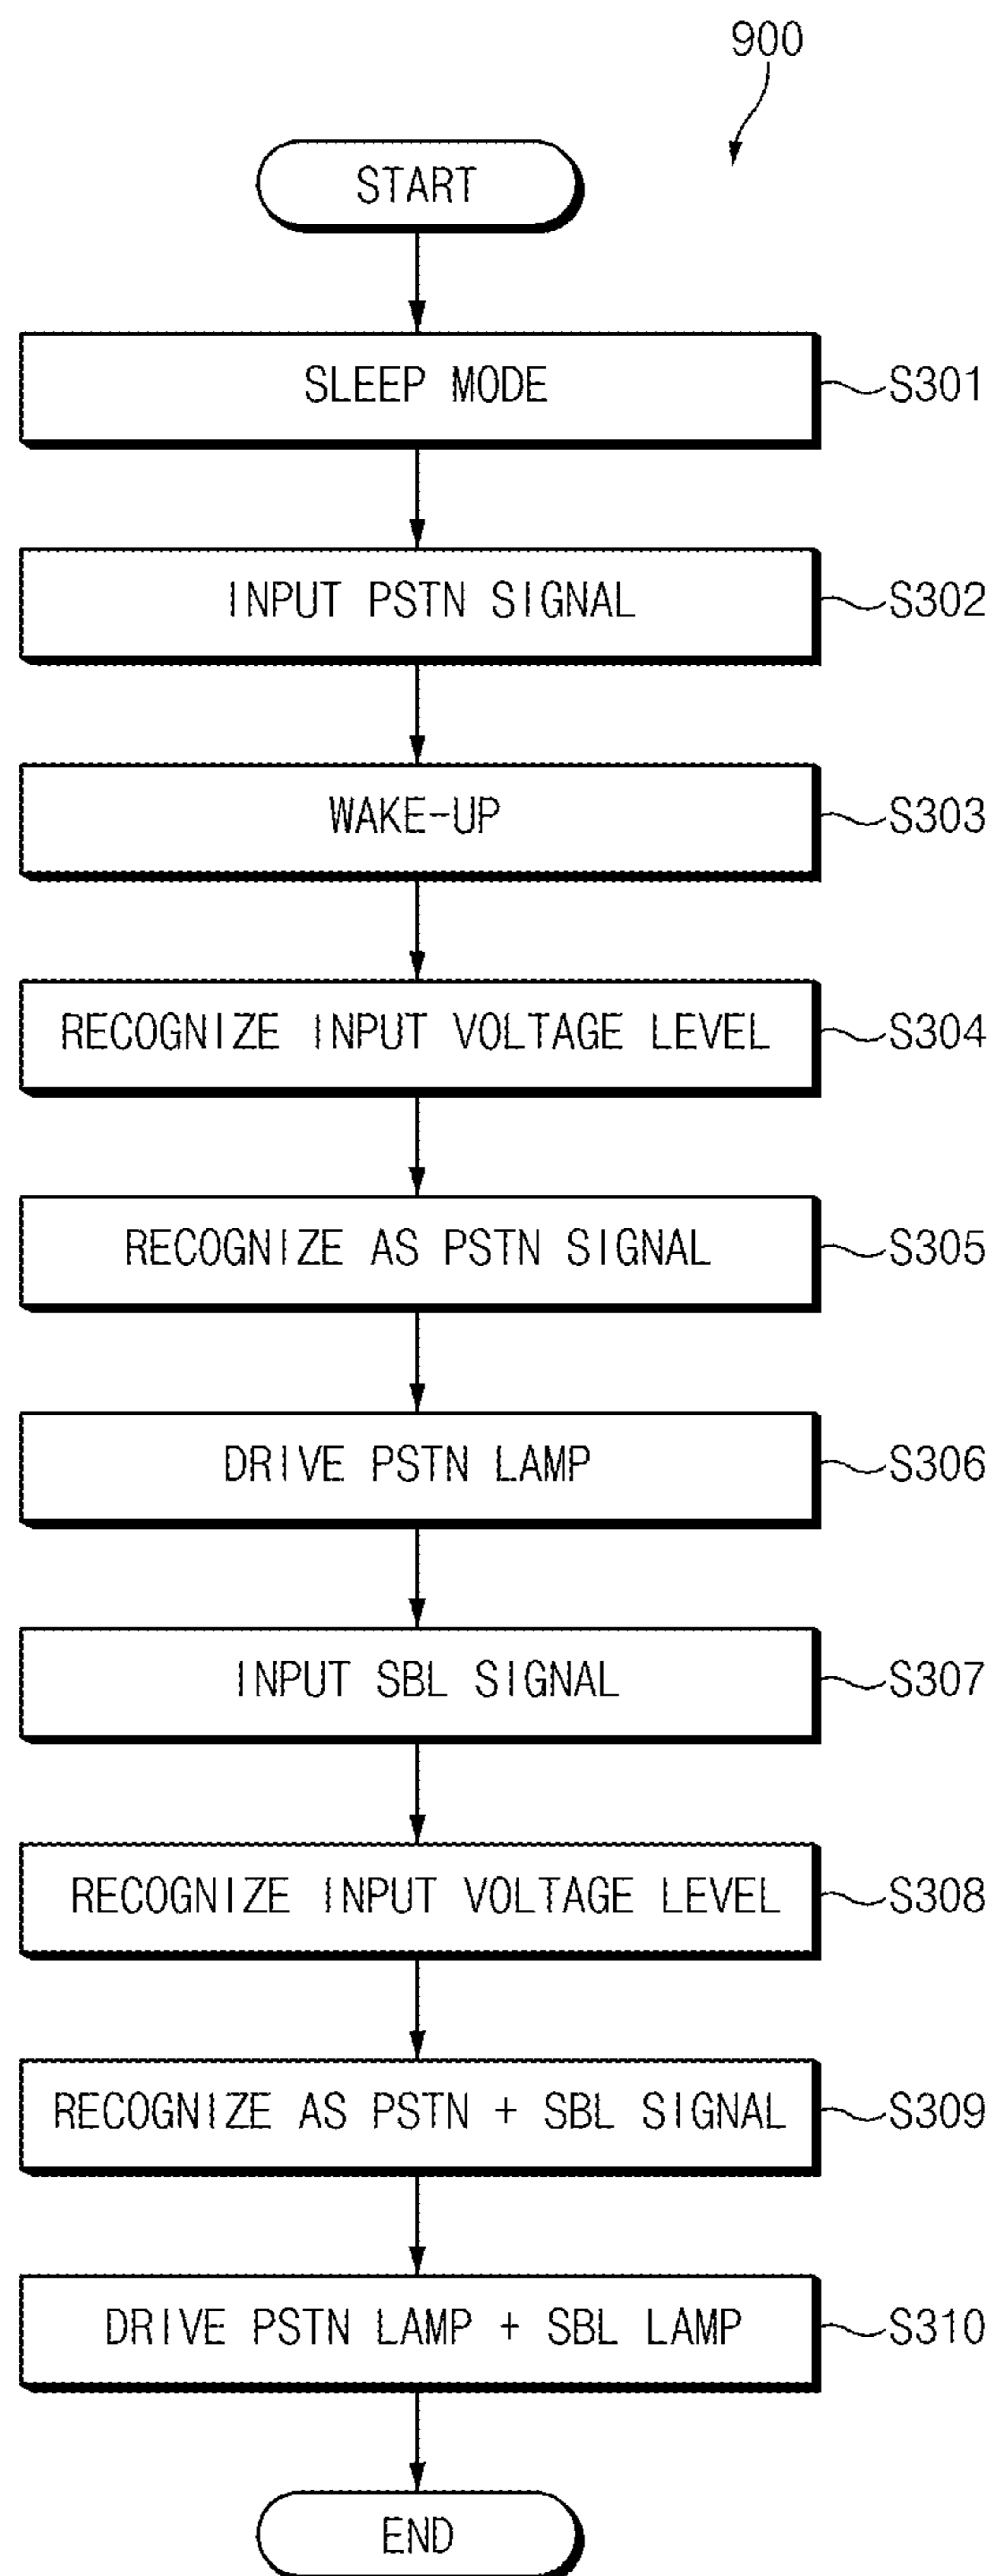 900
START
SLEEP MODE
S301
INPUT PSTN SIGNAL
S302
WAKE-UP
S303
RECOGNIZE INPUT VOLTAGE LEVEL
S304
RECOGNIZE AS PSTN SIGNAL
S305
DRIVE PSTN LAMP
S306
INPUT SBL SIGNAL
S307
RECOGNIZE INPUT VOLTAGE LEVEL
S308
RECOGNIZE AS PSTN + SBL SIGNAL
S309
DRIVE PSTN LAMP + SBL LAMP
S310
END